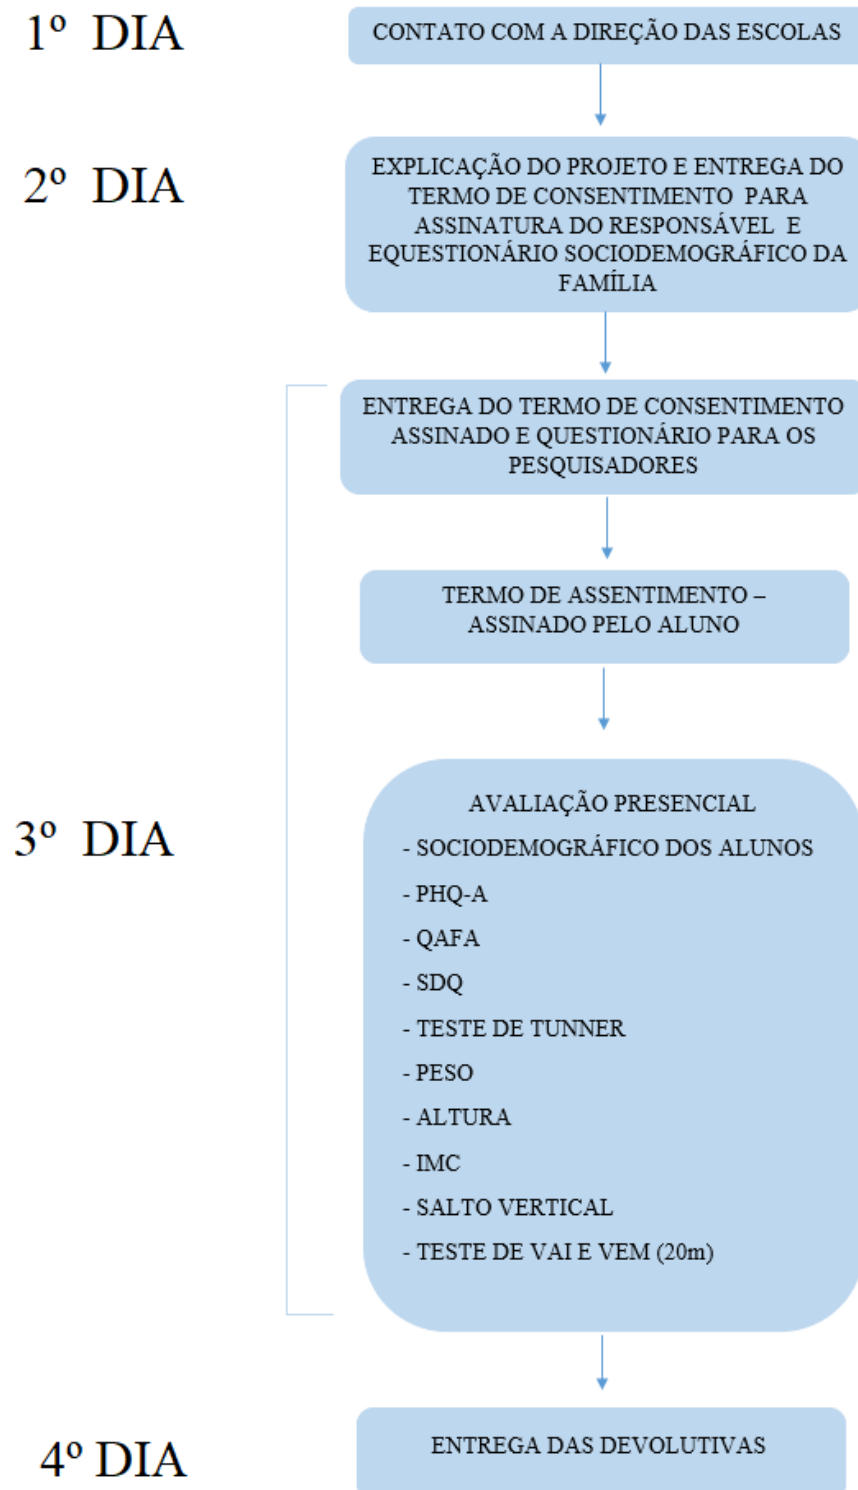 1º DIA
CONTATO COM A DIREÇÃO DAS ESCOLAS
2º DIA
EXPLICAÇÃO DO PROJETO E ENTREGA DO
TERMO DE CONSENTIMENTO PARA
ASSINATURA DO RESPONSÁVEL E
EQUESTIONÁRIO SOCIODEMOGRÁFICO DA
FAMÍLIA
ENTREGA DO TERMO DE CONSENTIMENTO
ASSINADO E QUESTIONÁRIO PARA OS
PESQUISADORES
TERMO DE ASSENTIMENTO –
ASSINADO PELO ALUNO
3º DIA
AVALIAÇÃO PRESENCIAL
- SOCIODEMOGRÁFICO DOS ALUNOS
- PHQ-A
- QAFA
- SDQ
- TESTE DE TUNNER
- PESO
- ALTURA
- IMC
- SALTO VERTICAL
- TESTE DE VAI E VEM (20m)
4º DIA
ENTREGA DAS DEVOLUTIVAS